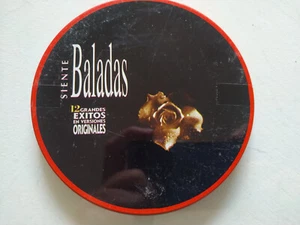 SIENTE
Baladas
12 GRANDES
EXITOS
EN VERSIONES
ORIGINALES